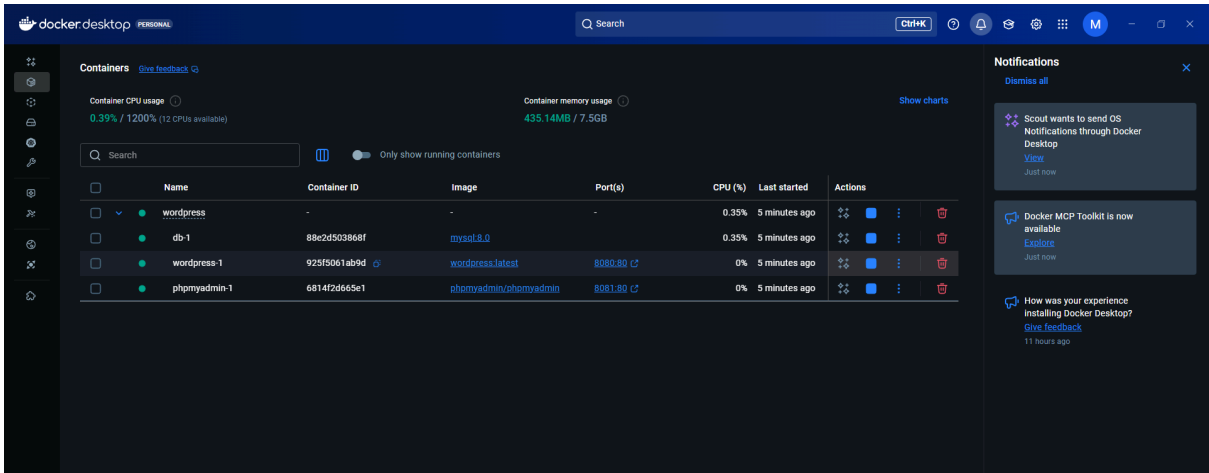 docker.desktop PERSONAL
Search Ctrl+K
M
Containers Give feedback
Container CPU usage
0.39% / 1200% (12 CPUs available)
Container memory usage
435.14MB / 7.5GB
Show charts
Search
Only show running containers
Name Container ID Image Port(s) CPU (%) Last started Actions
wordpress - - - 0.35% 5 minutes ago
db-1 88e2d503868f mysql:8.0 0.35% 5 minutes ago
wordpress-1 925f5061ab9d wordpress:latest 8080:80 0% 5 minutes ago
phpmyadmin-1 6814f2d665e1 phpmyadmin/phpmyadmin 8081:80 0% 5 minutes ago
Notifications
Dismiss all
Scout wants to send OS
Notifications through Docker
Desktop
View
Just now
Docker MCP Toolkit is now
available
Explore
Just now
How was your experience
installing Docker Desktop?
Give feedback
11 hours ago